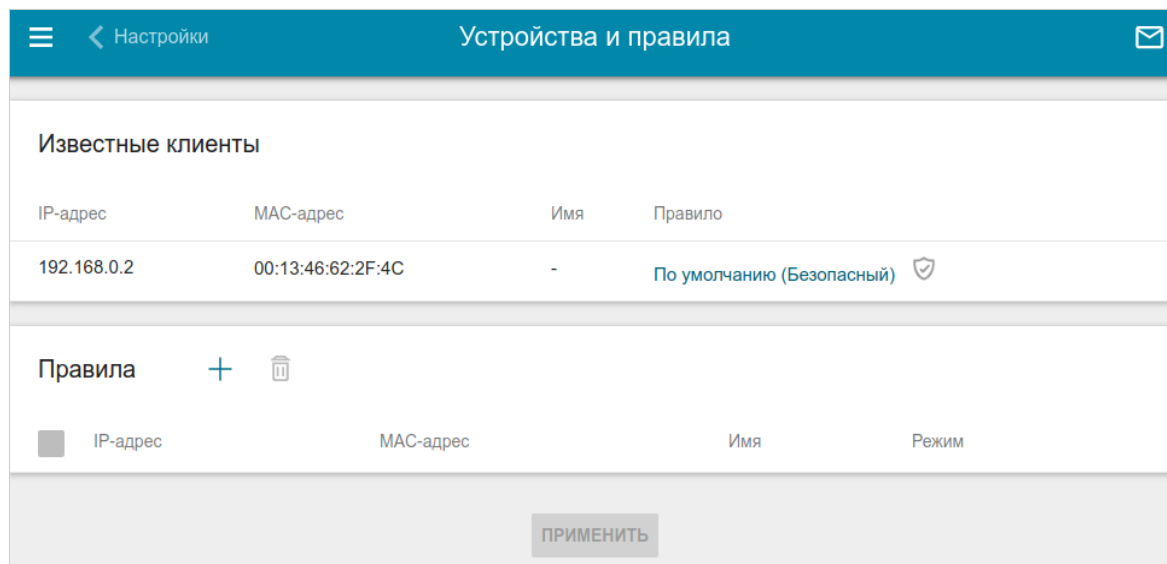 Настройки Устройства и правила
Известные клиенты
IP-адрес MAC-адрес Имя Правило
192.168.0.2 00:13:46:62:2F:4C - По умолчанию (Безопасный)
Правила
IP-адрес MAC-адрес Имя Режим
ПРИМЕНИТЬ